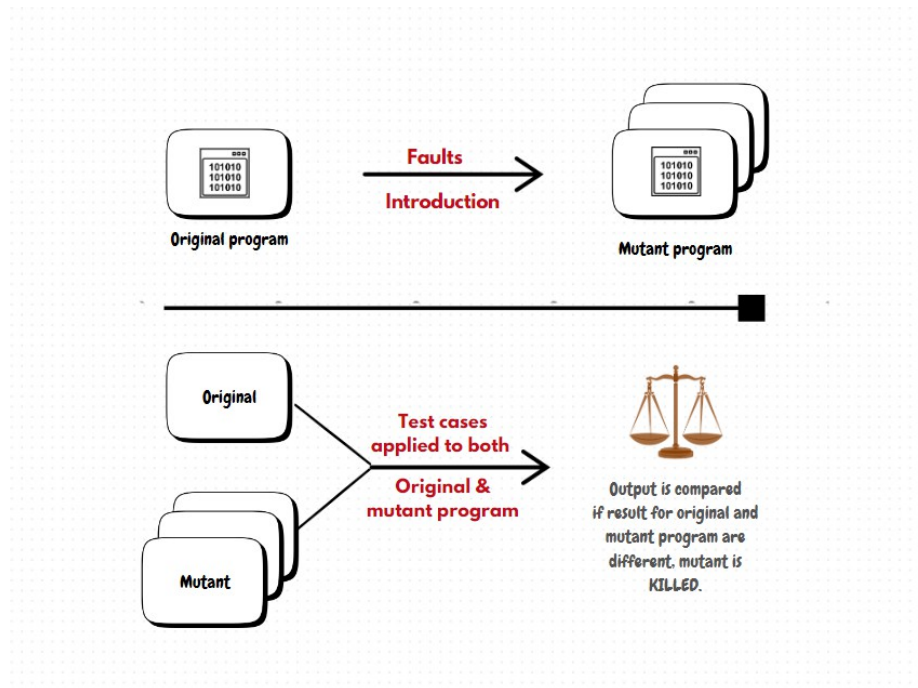 101010
101010
101010
Original program
Faults
Introduction
101010
101010
101010
Mutant program
Original
Mutant
Test cases
applied to both
Original &
mutant program
Output is compared
if result for original and
mutant program are
different, mutant is
KILLED.